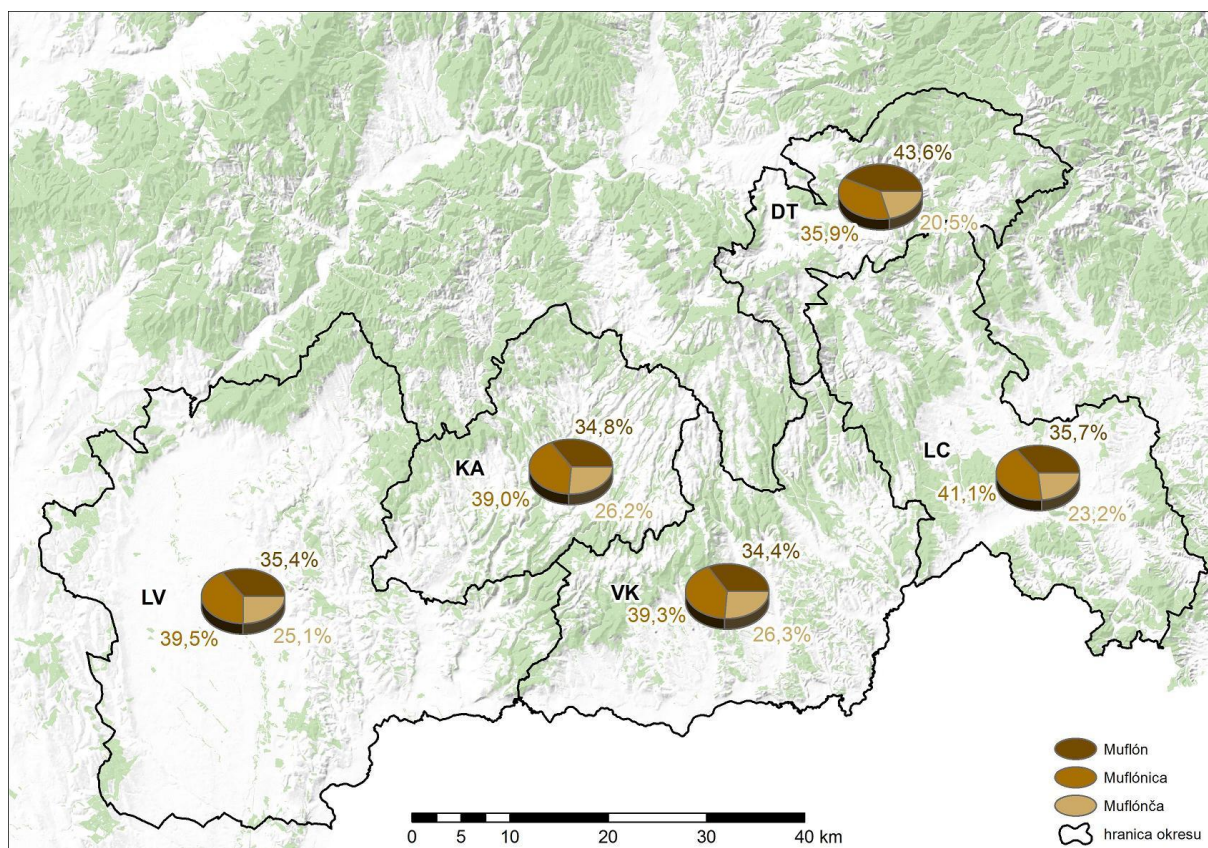 43,6%
DT
20,5%
35,9%
34,8%
KA
39,0%
26,2%
35,7%
LC
41,1%
23,2%
35,4%
LV
39,5%
25,1%
34,4%
VK
39,3%
26,3%
Muflón
Muflónica
Muflónča
hranica okresu
0 5 10 20 30 40 km